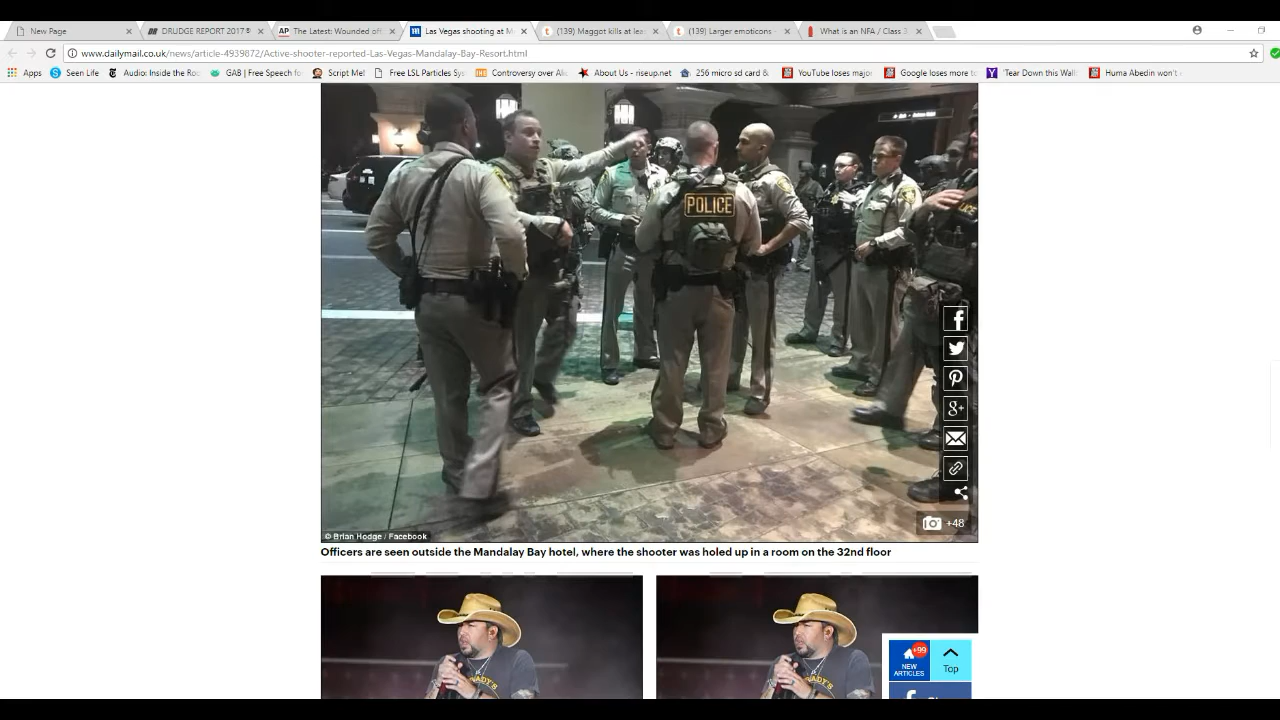 New Page
DRUDGE REPORT 2017®
AP The Latest: Wounded off
Las Vegas shooting at M
(139) Maggot kills at lea
(139) Larger emoticons -
What is an NFA / Class 3
www.dailymail.co.uk/news/article-4939872/Active-shooter-reported-Las-Vegas-Mandalay-Bay-Resort.html
Apps
Seen Life
Audio: Inside the Ro
GAB | Free Speech fo
Script Me!
Free LSL Particles Sy
Controversy over Al
About Us - riseup.net
256 micro sd card &
YouTube loses major
Google loses more to
'Tear Down this Wall
Huma Abedin won't
POLICE
+48
© Brian Hodge / Facebook
Officers are seen outside the Mandalay Bay hotel, where the shooter was holed up in a room on the 32nd floor
+99
NEW
ARTICLES
Top